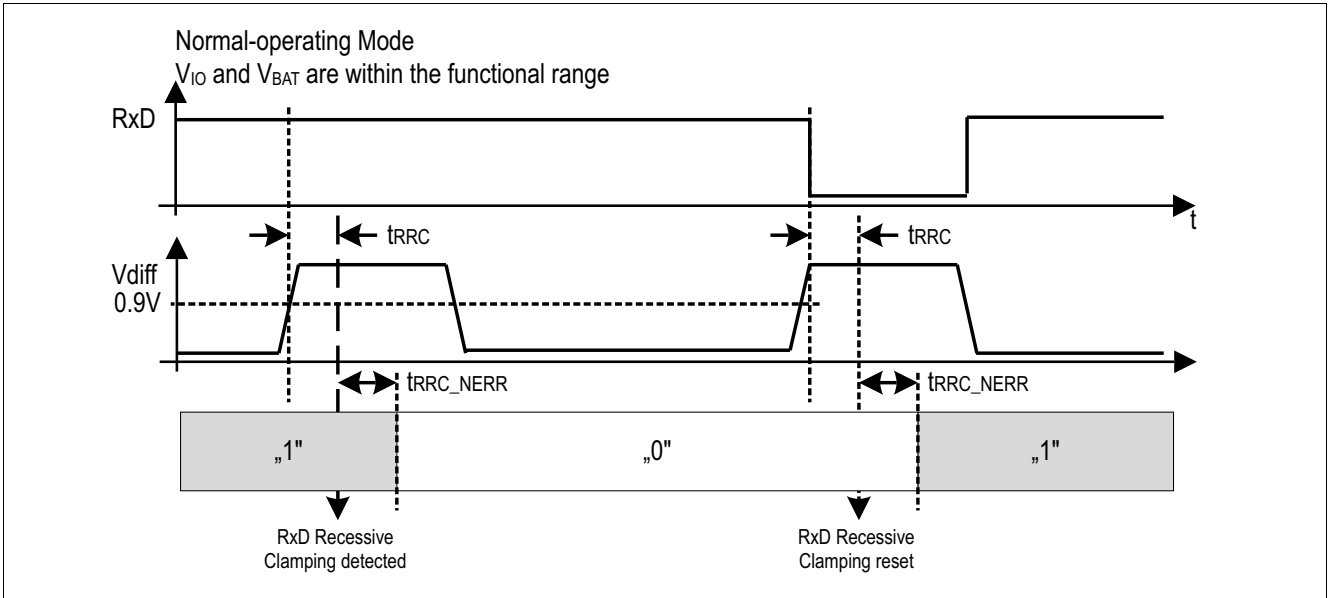 Normal-operating Mode
VIO and VBAT are within the functional range
RxD
t
tRRC
tRRC
Vdiff
0.9V
tRRC_NERR
tRRC_NERR
„1"
„0"
„1"
RxD Recessive
Clamping detected
RxD Recessive
Clamping reset